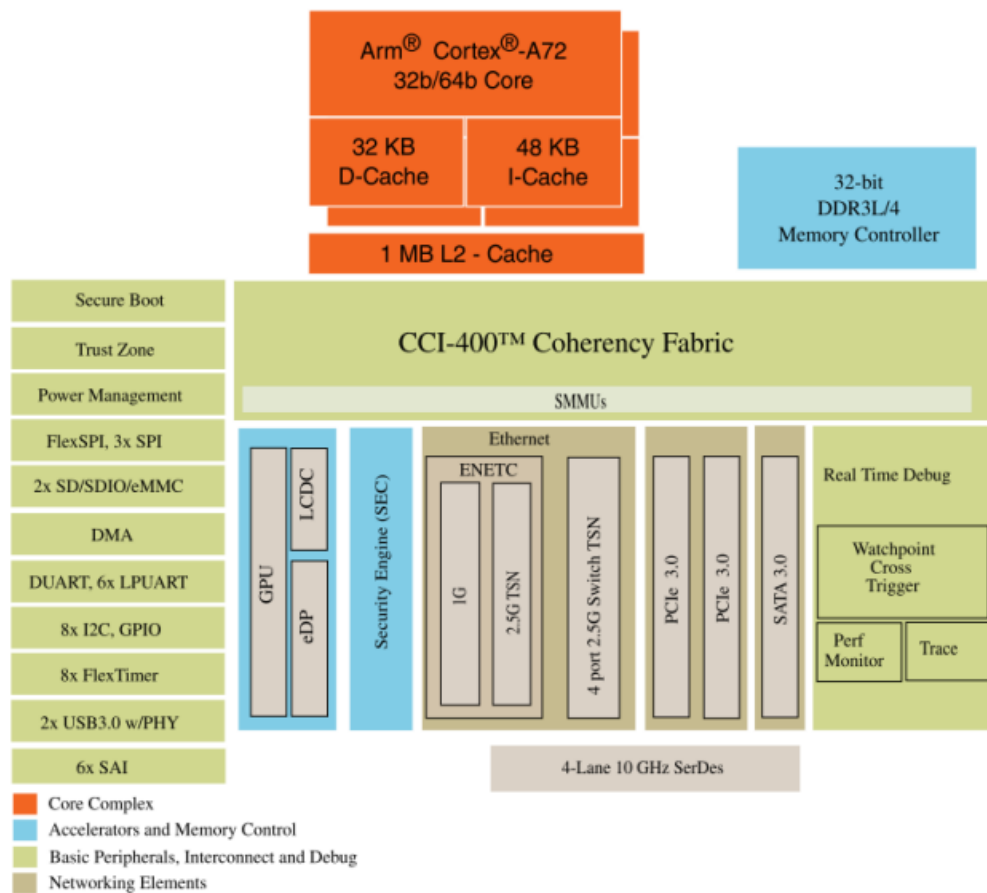 Arm® Cortex®-A72
32b/64b Core
32 KB
D-Cache
48 KB
I-Cache
1 MB L2 - Cache
32-bit
DDR3L/4
Memory Controller
Secure Boot
Trust Zone
Power Management
FlexSPI, 3x SPI
2x SD/SDIO/eMMC
DMA
DUART, 6x LPUART
8x I2C, GPIO
8x FlexTimer
2x USB3.0 w/PHY
6x SAI
CCI-400™ Coherency Fabric
SMMUs
GPU
LCDC
eDP
Security Engine (SEC)
Ethernet
ENETC
1G
2.5G TSN
4 port 2.5G Switch TSN
PCIe 3.0
PCIe 3.0
SATA 3.0
Real Time Debug
Watchpoint
Cross
Trigger
Perf
Monitor
Trace
4-Lane 10 GHz SerDes
Core Complex
Accelerators and Memory Control
Basic Peripherals, Interconnect and Debug
Networking Elements